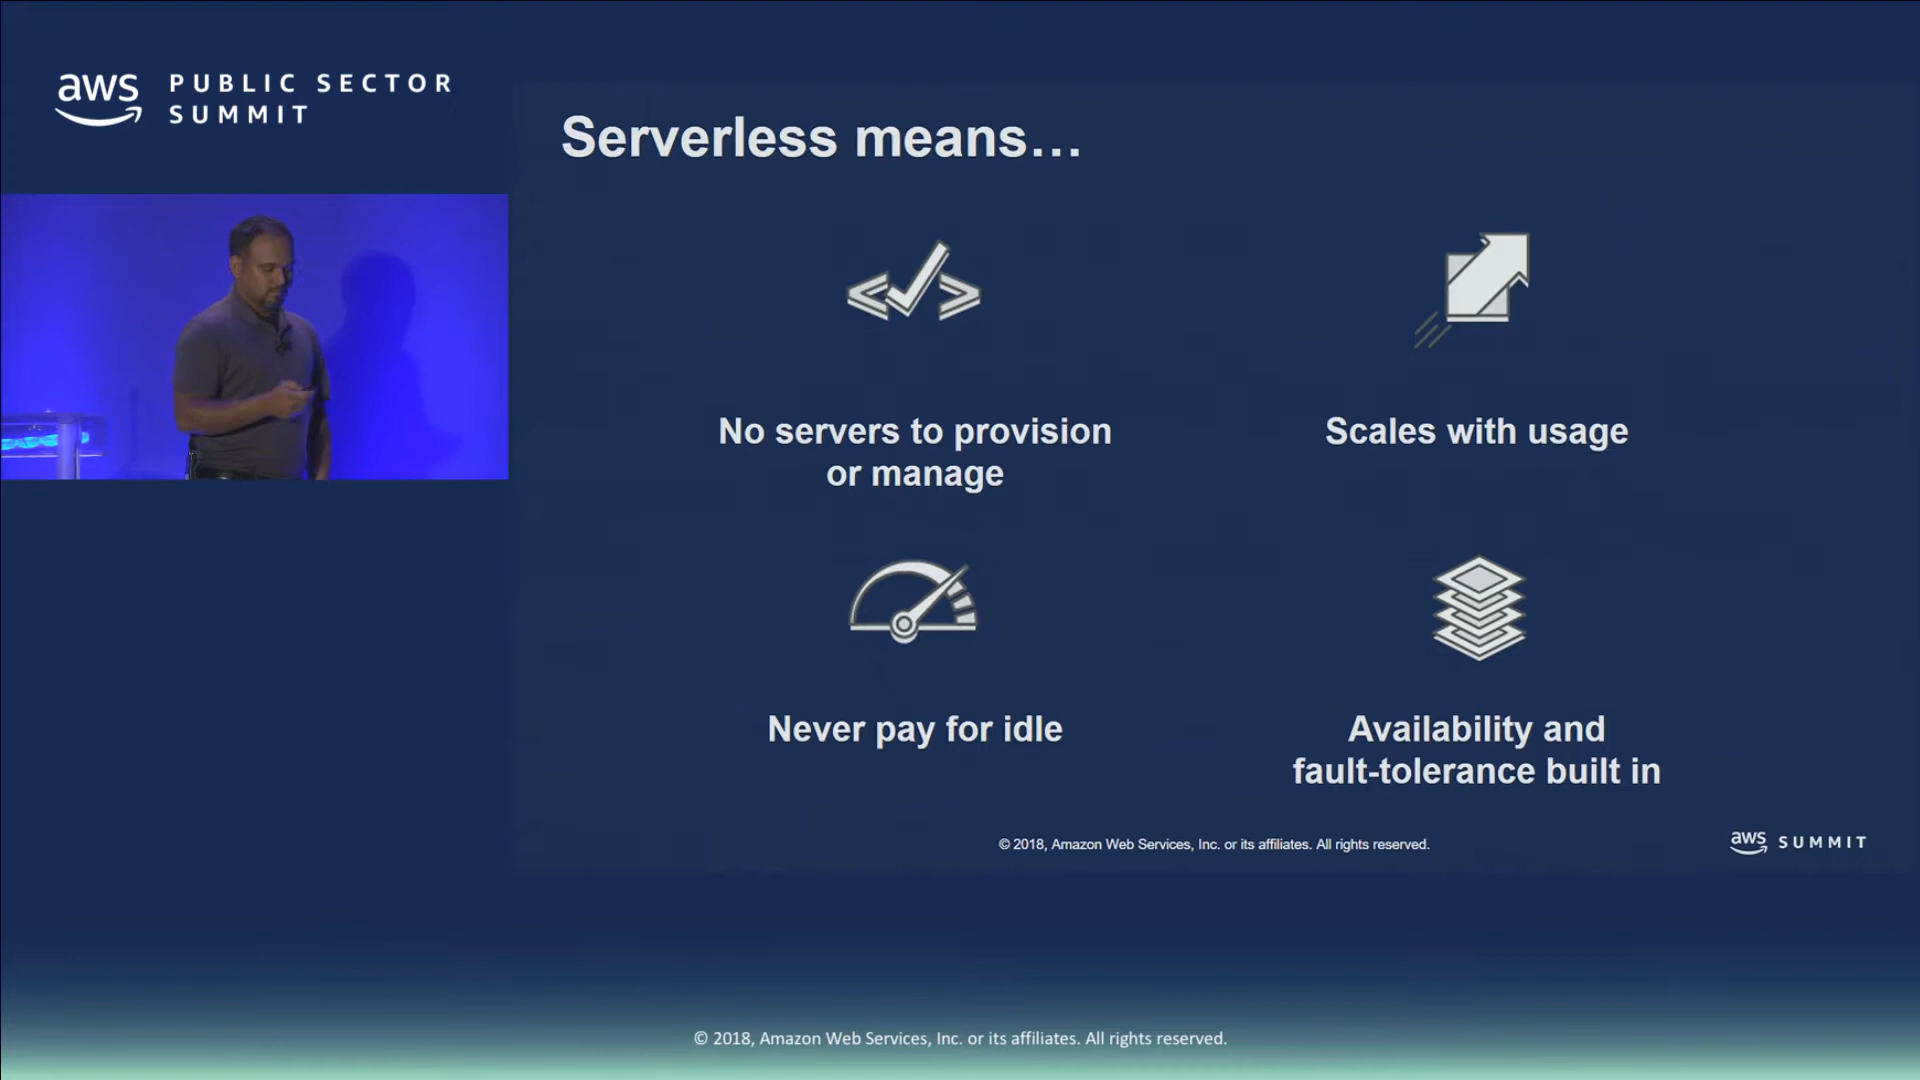 aws PUBLIC SECTOR
SUMMIT
Serverless means...
No servers to provision
or manage
Scales with usage
Never pay for idle
Availability and
fault-tolerance built in
© 2018, Amazon Web Services, Inc. or its affiliates. All rights reserved.
aws SUMMIT
© 2018, Amazon Web Services, Inc. or its affiliates. All rights reserved.